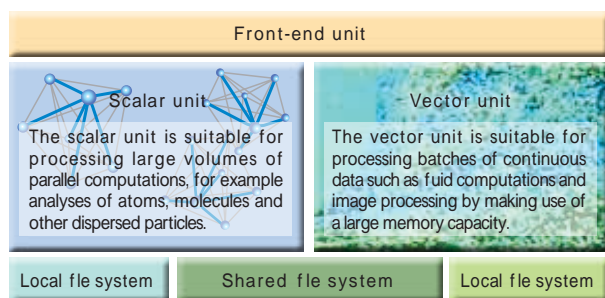 Front-end unit
Scalar unit
The scalar unit is suitable for
processing large volumes of
parallel computations, for example
analyses of atoms, molecules and
other dispersed particles.
Vector unit
The vector unit is suitable for
processing batches of continuous
data such as fuid computations and
image processing by making use of
a large memory capacity.
Local fle system
Shared fle system
Local fle system